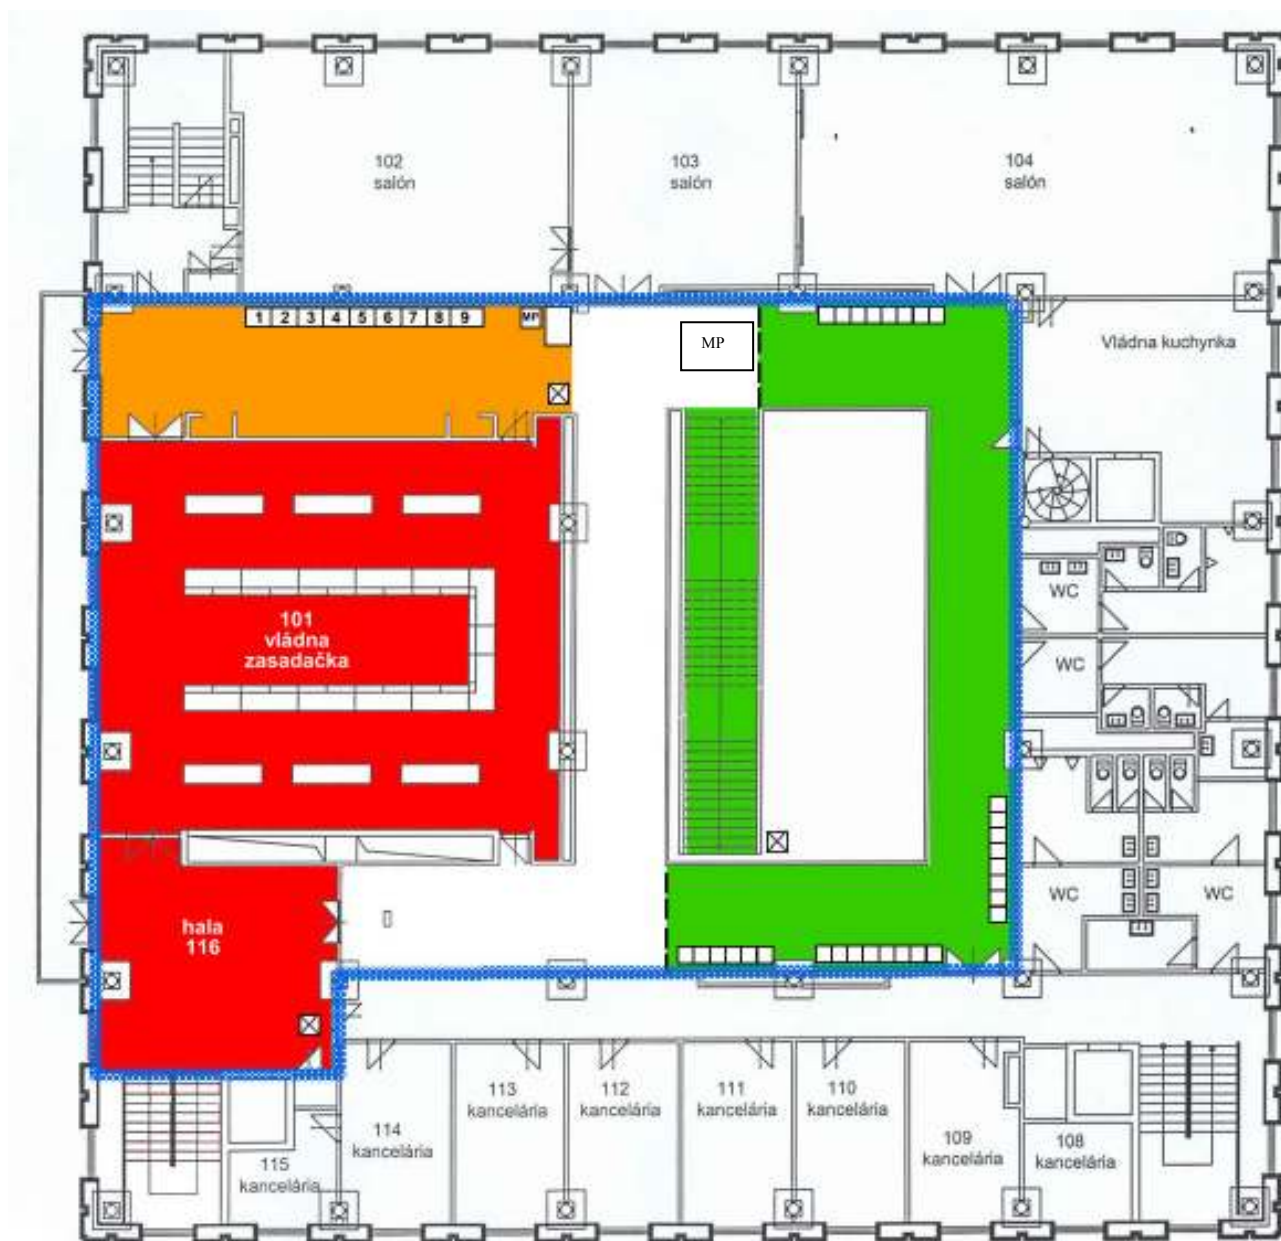 102
salón
103
salón
104
salón
1 2 3 4 5 6 7 8 9 MP
MP
Vládna kuchynka
101
vládna
zasadačka
WC
WC
hala
116
WC
WC
113
kancelária
112
kancelária
111
kancelária
110
kancelária
114
kancelária
109
kancelária
108
kancelária
115
kancelária